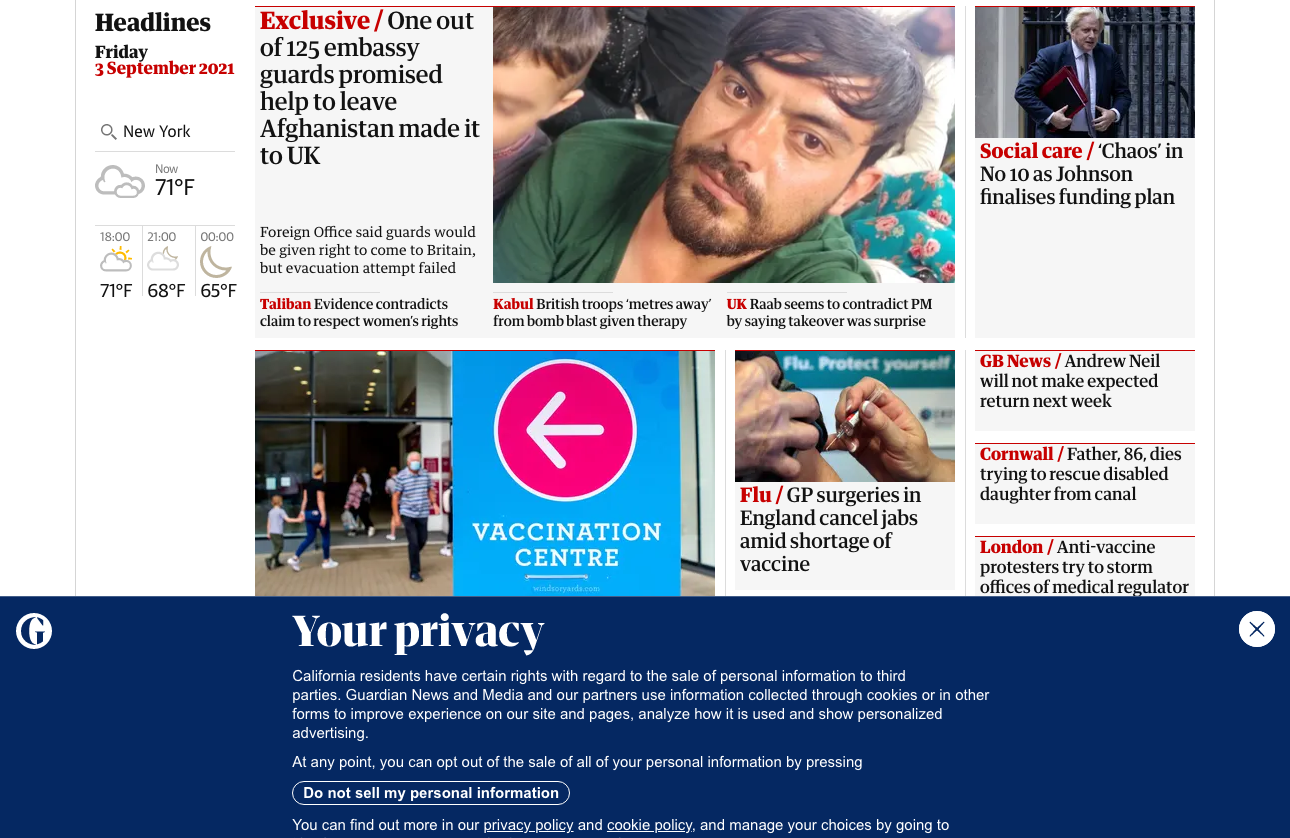 Headlines
Friday
3 September 2021
New York
Now
71°F
18:00
21:00
00:00
71°F
68°F
65°F
Exclusive / One out
of 125 embassy
guards promised
help to leave
Afghanistan made it
to UK
Foreign Office said guards would
be given right to come to Britain,
but evacuation attempt failed
Taliban Evidence contradicts
claim to respect women's rights
Kabul British troops ‘metres away’
from bomb blast given therapy
UK Raab seems to contradict PM
by saying takeover was surprise
Social care / ‘Chaos’ in
No 10 as Johnson
finalises funding plan
VACCINATION
CENTRE
windsoryards.com
Flu. Protect yourself
Flu / GP surgeries in
England cancel jabs
amid shortage of
vaccine
GB News / Andrew Neil
will not make expected
return next week
Cornwall / Father, 86, dies
trying to rescue disabled
daughter from canal
London / Anti-vaccine
protesters try to storm
offices of medical regulator
G
Your privacy
California residents have certain rights with regard to the sale of personal information to third
parties. Guardian News and Media and our partners use information collected through cookies or in other
forms to improve experience on our site and pages, analyze how it is used and show personalized
advertising.
At any point, you can opt out of the sale of all of your personal information by pressing
Do not sell my personal information
You can find out more in our privacy policy and cookie policy, and manage your choices by going to